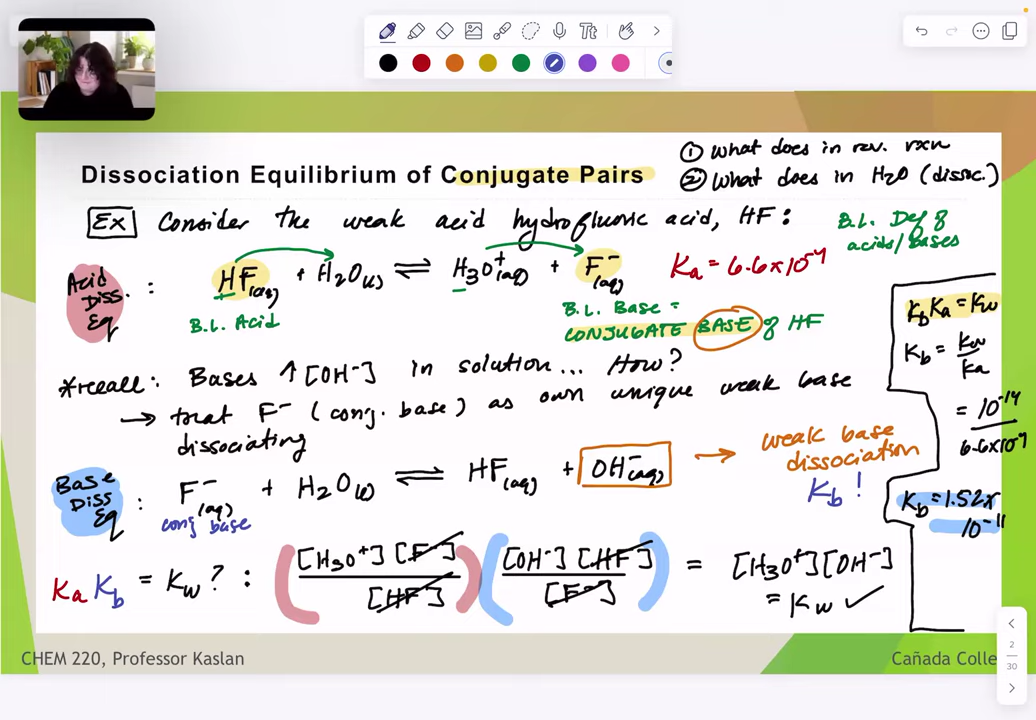 Tt
Dissociation Equilibrium of Conjugate Pairs
① What does in rev. rxn
② What does in H₂O (dissoc.)
Ex Consider the weak acid hydrofluoric acid, HF:
B.L. Def of
acids/bases
Acid
Diss.
Eq :
HF(aq) + H₂O(l) ⇌ H₃O⁺(aq) + F⁻(aq)
Ka = 6.6x10⁻⁴
B.L. Acid
B.L. Base =
CONJUGATE BASE of HF
KbKa = Kw
Kb = Kw/Ka
= 10⁻¹⁴/6.6x10⁻⁴
Kb = 1.52x
10⁻¹¹
*recall: Bases ↑ [OH⁻] in solution... How?
→ treat F⁻ (conj. base) as own unique weak base
dissociating
Base
Diss
Eq :
F⁻(aq) + H₂O(l) ⇌ HF(aq) + OH⁻(aq) → weak base
dissociation
Kb !
conj base
Ka Kb = Kw ? : ([H₃O⁺][F⁻]/[HF]) ([OH⁻][HF]/[F⁻]) = [H₃O⁺][OH⁻]
= Kw ✓
CHEM 220, Professor Kaslan
Cañada Colle
2
30